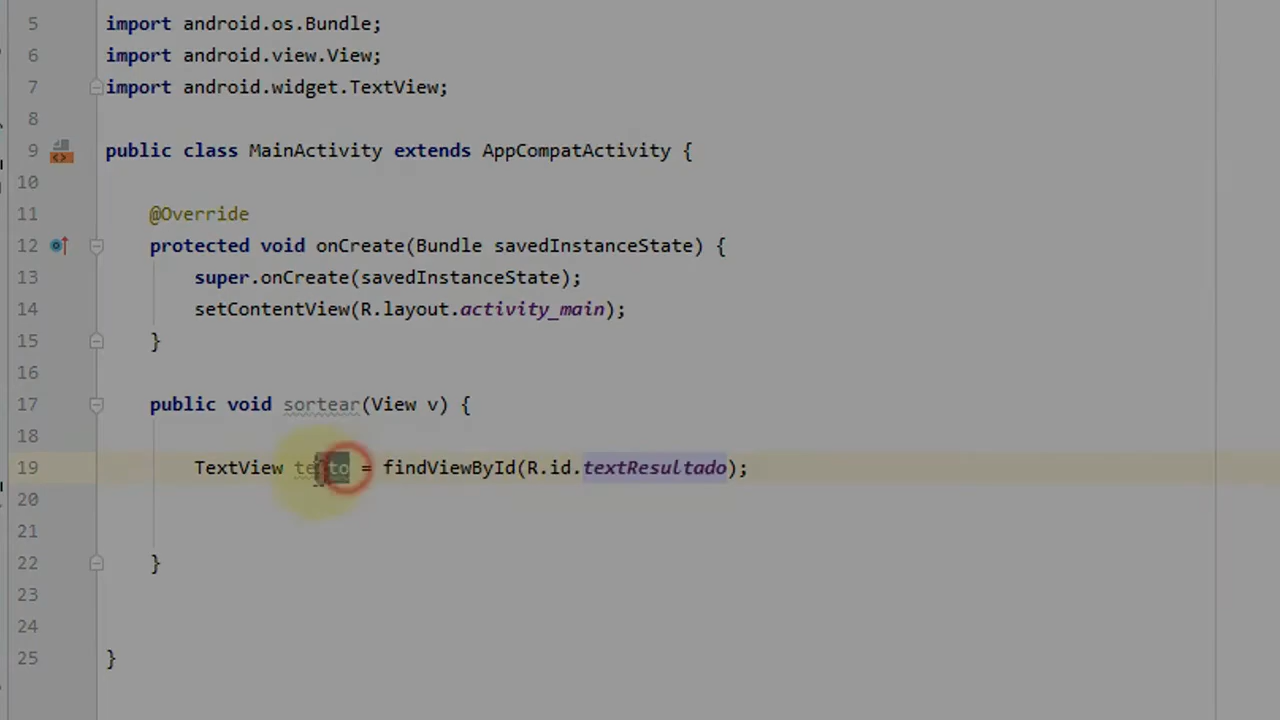 5 import android.os.Bundle;
6 import android.view.View;
7 import android.widget.TextView;
8
9 public class MainActivity extends AppCompatActivity {
10
11 @Override
12 protected void onCreate(Bundle savedInstanceState) {
13 super.onCreate(savedInstanceState);
14 setContentView(R.layout.activity_main);
15 }
16
17 public void sortear(View v) {
18
19 TextView texto = findViewById(R.id.textResultado);
20
21
22 }
23
24
25 }